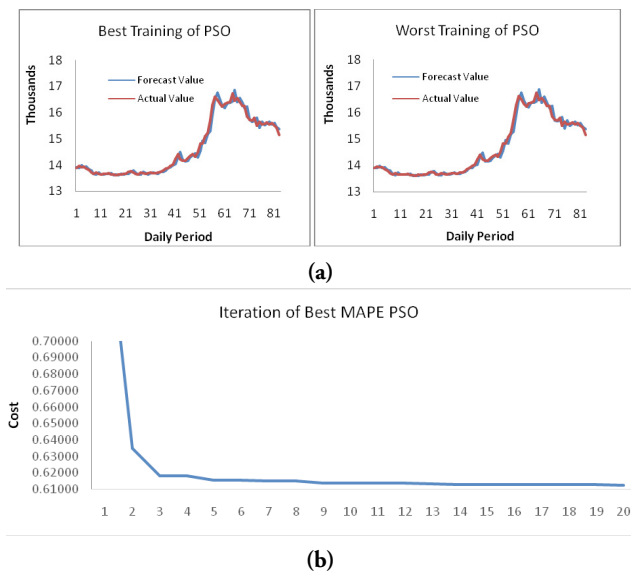 Best Training of PSO
18
17
16
15
14
13
Thousands
Forecast Value
Actual Value
1 11 21 31 41 51 61 71 81
Daily Period
Worst Training of PSO
18
17
16
15
14
13
Thousands
Forecast Value
Actual Value
1 11 21 31 41 51 61 71 81
Daily Period
(a)
Iteration of Best MAPE PSO
0.70000
0.69000
0.68000
0.67000
0.66000
0.65000
0.64000
0.63000
0.62000
0.61000
Cost
1 2 3 4 5 6 7 8 9 10 11 12 13 14 15 16 17 18 19 20
(b)